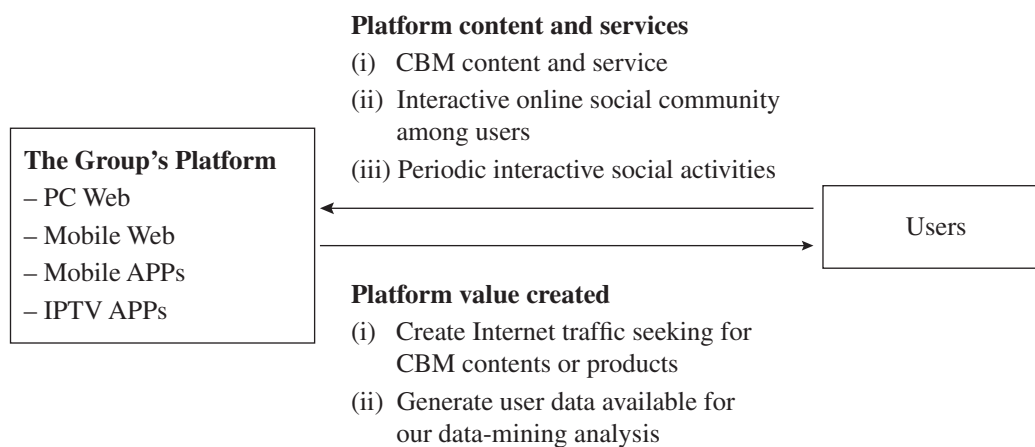 Platform content and services
(i) CBM content and service
(ii) Interactive online social community
among users
(iii) Periodic interactive social activities
The Group's Platform
– PC Web
– Mobile Web
– Mobile APPs
– IPTV APPs
Users
Platform value created
(i) Create Internet traffic seeking for
CBM contents or products
(ii) Generate user data available for
our data-mining analysis